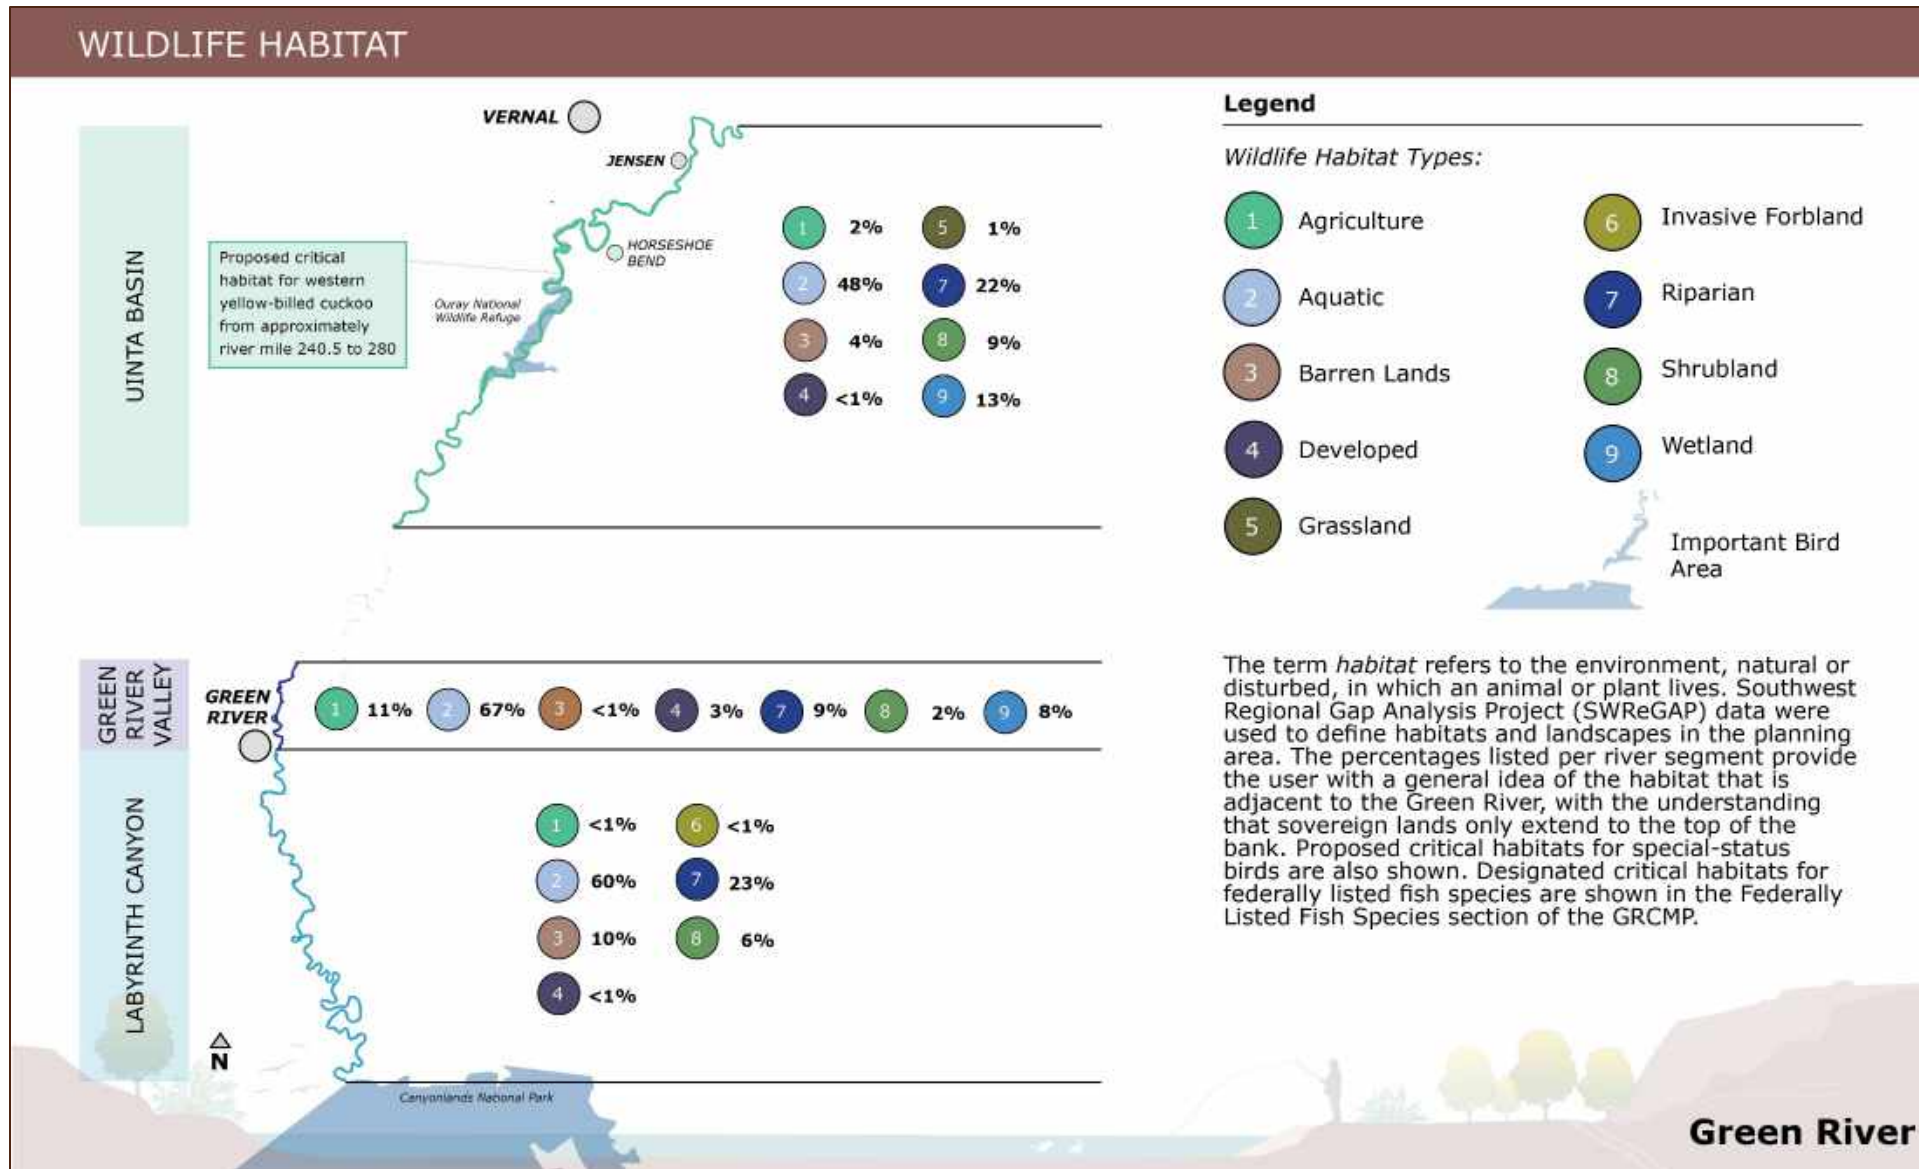 WILDLIFE HABITAT
UINTA BASIN
VERNAL
JENSEN
HORSESHOE
BEND
Proposed critical
habitat for western
yellow-billed cuckoo
from approximately
river mile 240.5 to 280
Ouray National
Wildlife Refuge
1 2% 5 1%
2 48% 7 22%
3 4% 8 9%
4 <1% 9 13%
GREEN
RIVER
VALLEY
GREEN
RIVER
1 11% 2 67% 3 <1% 4 3% 7 9% 8 2% 9 8%
LABYRINTH CANYON
1 <1% 6 <1%
2 60% 7 23%
3 10% 8 6%
4 <1%
N
Canyonlands National Park
Legend
Wildlife Habitat Types:
1 Agriculture
2 Aquatic
3 Barren Lands
4 Developed
5 Grassland
6 Invasive Forbland
7 Riparian
8 Shrubland
9 Wetland
Important Bird
Area
The term habitat refers to the environment, natural or
disturbed, in which an animal or plant lives. Southwest
Regional Gap Analysis Project (SWReGAP) data were
used to define habitats and landscapes in the planning
area. The percentages listed per river segment provide
the user with a general idea of the habitat that is
adjacent to the Green River, with the understanding
that sovereign lands only extend to the top of the
bank. Proposed critical habitats for special-status
birds are also shown. Designated critical habitats for
federally listed fish species are shown in the Federally
Listed Fish Species section of the GRCMP.
Green River